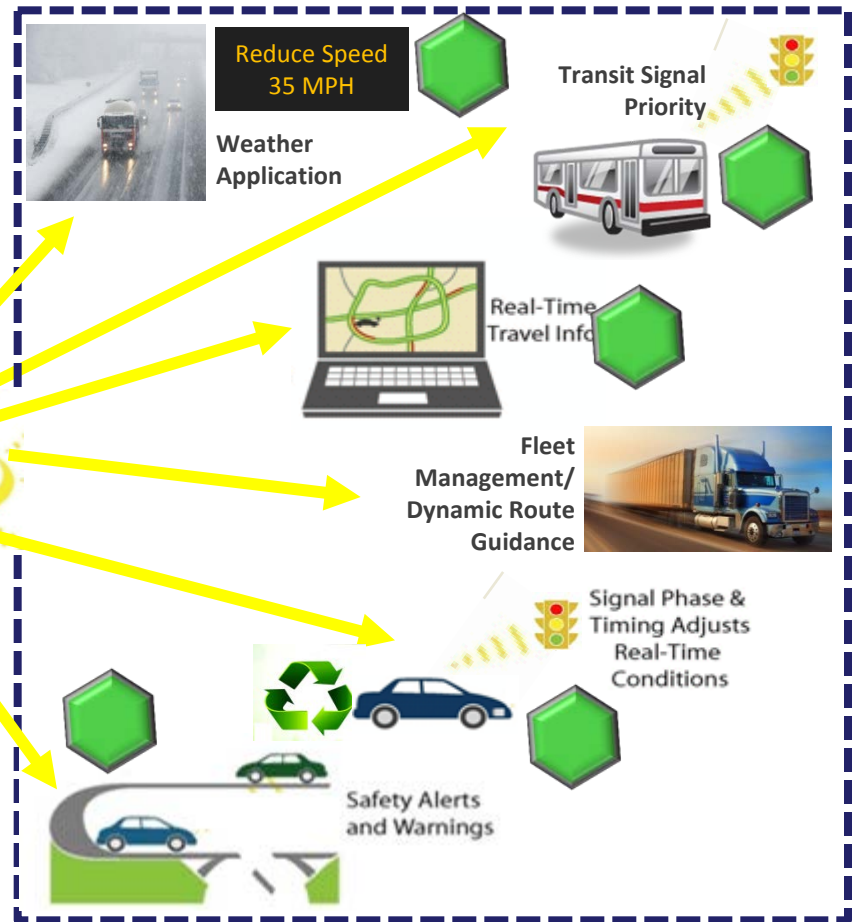 Reduce Speed
35 MPH
Weather
Application
Transit Signal
Priority
Real-Time
Travel Info
Fleet
Management/
Dynamic Route
Guidance
Signal Phase &
Timing Adjusts
Real-Time
Conditions
Safety Alerts
and Warnings